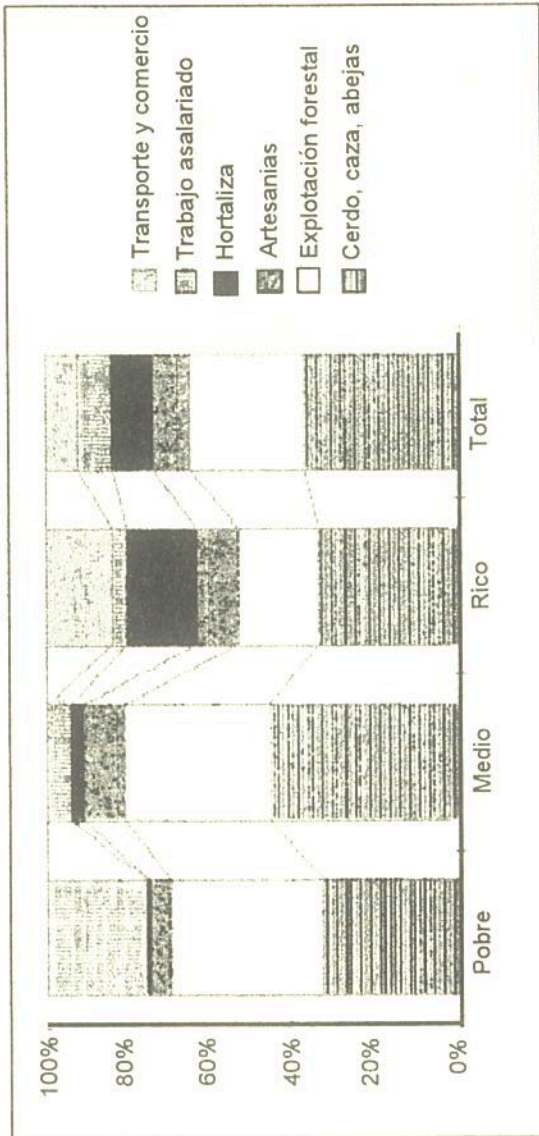 Transporte y comercio
Trabajo asalariado
Hortaliza
Artesanias
Explotación forestal
Cerdo, caza, abejas
100%
80%
60%
40%
20%
0%
Pobre
Medio
Rico
Total